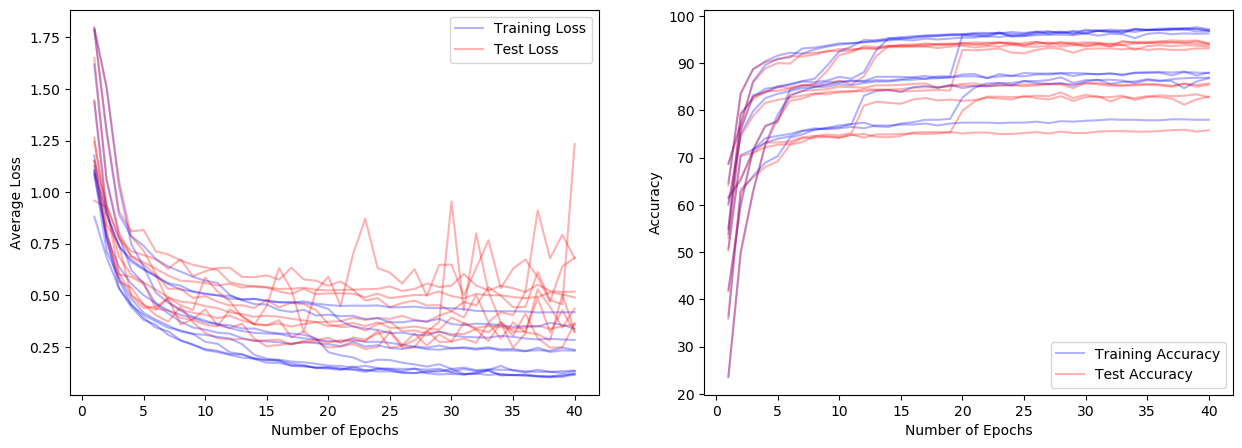 Training Loss
Test Loss
1.75
1.50
1.25
1.00
0.75
0.50
0.25
Average Loss
0 5 10 15 20 25 30 35 40
Number of Epochs
100
90
80
70
60
50
40
30
20
Accuracy
Training Accuracy
Test Accuracy
0 5 10 15 20 25 30 35 40
Number of Epochs